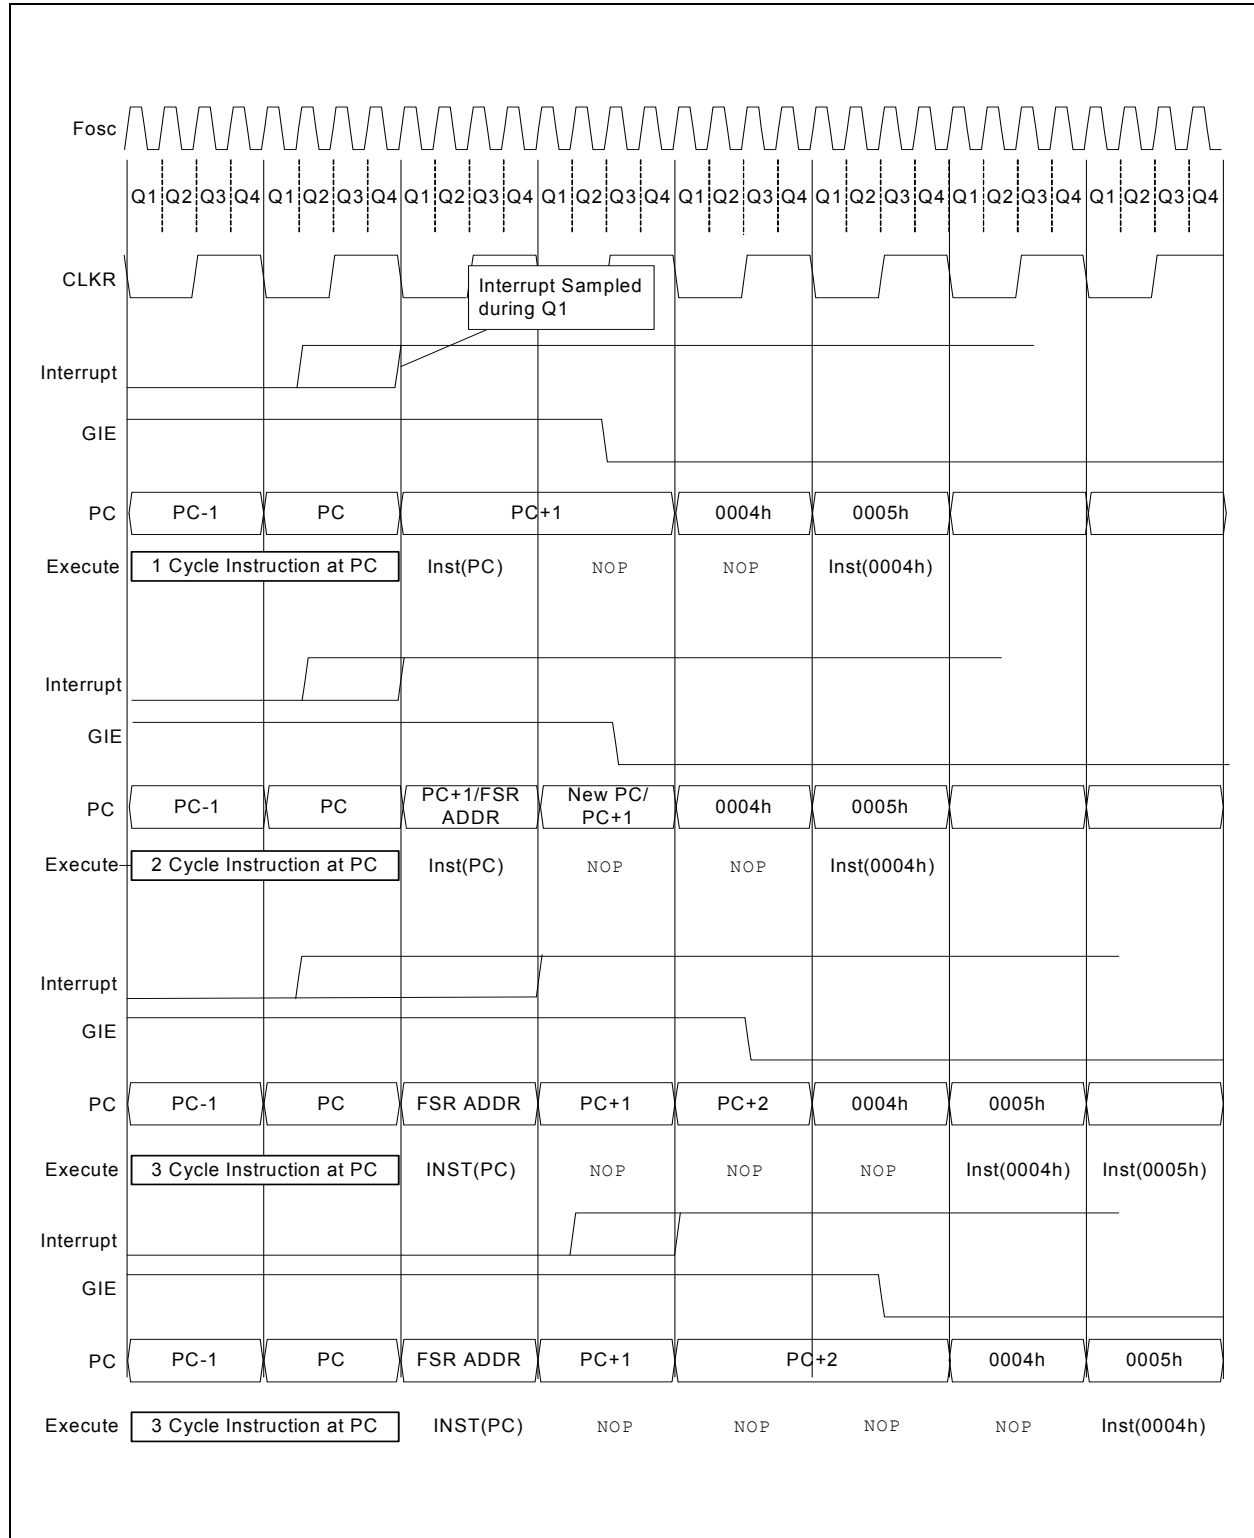 Fosc
Q1 Q2 Q3 Q4 Q1 Q2 Q3 Q4 Q1 Q2 Q3 Q4 Q1 Q2 Q3 Q4 Q1 Q2 Q3 Q4 Q1 Q2 Q3 Q4 Q1 Q2 Q3 Q4 Q1 Q2 Q3 Q4
CLKR
Interrupt Sampled
during Q1
Interrupt
GIE
PC PC-1 PC PC+1 0004h 0005h
Execute 1 Cycle Instruction at PC Inst(PC) NOP NOP Inst(0004h)
Interrupt
GIE
PC PC-1 PC PC+1/FSR ADDR New PC/ PC+1 0004h 0005h
Execute 2 Cycle Instruction at PC Inst(PC) NOP NOP Inst(0004h)
Interrupt
GIE
PC PC-1 PC FSR ADDR PC+1 PC+2 0004h 0005h
Execute 3 Cycle Instruction at PC INST(PC) NOP NOP NOP Inst(0004h) Inst(0005h)
Interrupt
GIE
PC PC-1 PC FSR ADDR PC+1 PC+2 0004h 0005h
Execute 3 Cycle Instruction at PC INST(PC) NOP NOP NOP NOP Inst(0004h)